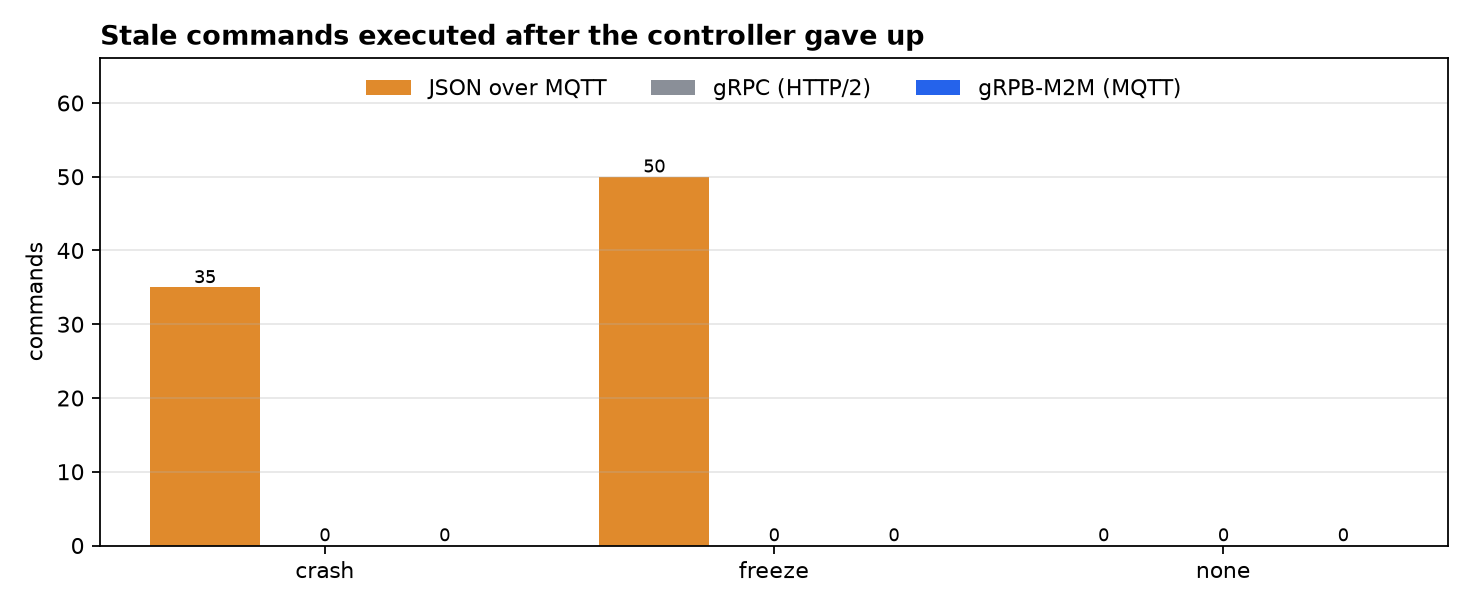 Stale commands executed after the controller gave up
JSON over MQTT
gRPC (HTTP/2)
gRPB-M2M (MQTT)
60
50
40
30
20
10
0
commands
35
0
0
50
0
0
0
0
0
crash
freeze
none